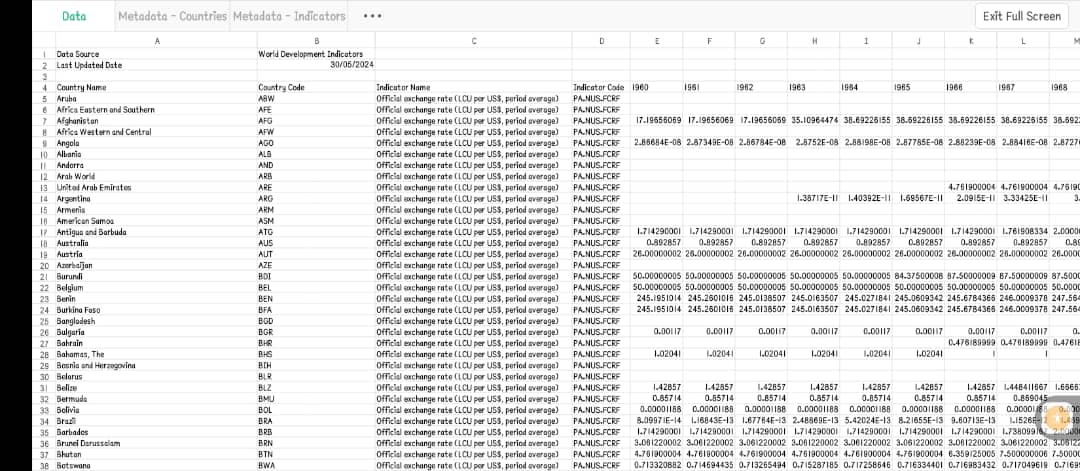 Data Metadata - Countries Metadata - Indicators ••• Exit Full Screen
A B C D E F G H I J K L M
1 Data Source World Development Indicators
2 Last Updated Date 30/05/2024
3
4 Country Name Country Code Indicator Name Indicator Code 1960 1961 1962 1963 1964 1965 1966 1967 1968
5 Aruba ABW Official exchange rate (LCU per US$, period average) PA.NUS.FCRF
6 Africa Eastern and Southern AFE Official exchange rate (LCU per US$, period average) PA.NUS.FCRF
7 Afghanistan AFG Official exchange rate (LCU per US$, period average) PA.NUS.FCRF 17.19656069 17.19656069 17.19656069 35.10964474 38.69226155 38.69226155 38.69226155 38.69226155 38.692
8 Africa Western and Central AFW Official exchange rate (LCU per US$, period average) PA.NUS.FCRF
9 Angola AGO Official exchange rate (LCU per US$, period average) PA.NUS.FCRF 2.86684E-08 2.87349E-08 2.86784E-08 2.8752E-08 2.88198E-08 2.87785E-08 2.88239E-08 2.88416E-08 2.8727
10 Albania ALB Official exchange rate (LCU per US$, period average) PA.NUS.FCRF
11 Andorra AND Official exchange rate (LCU per US$, period average) PA.NUS.FCRF
12 Arab World ARB Official exchange rate (LCU per US$, period average) PA.NUS.FCRF
13 United Arab Emirates ARE Official exchange rate (LCU per US$, period average) PA.NUS.FCRF 4.761900004 4.761900004 4.76190
14 Argentina ARG Official exchange rate (LCU per US$, period average) PA.NUS.FCRF 1.38717E-11 1.40392E-11 1.69567E-11 2.0915E-11 3.33425E-11 3.
15 Armenia ARM Official exchange rate (LCU per US$, period average) PA.NUS.FCRF
16 American Samoa ASM Official exchange rate (LCU per US$, period average) PA.NUS.FCRF
17 Antigua and Barbuda ATG Official exchange rate (LCU per US$, period average) PA.NUS.FCRF 1.714290001 1.714290001 1.714290001 1.714290001 1.714290001 1.714290001 1.714290001 1.761908334 2.0000
18 Australia AUS Official exchange rate (LCU per US$, period average) PA.NUS.FCRF 0.892857 0.892857 0.892857 0.892857 0.892857 0.892857 0.892857 0.892857 0.89
19 Austria AUT Official exchange rate (LCU per US$, period average) PA.NUS.FCRF 26.00000002 26.00000002 26.00000002 26.00000002 26.00000002 26.00000002 26.00000002 26.00000002 26.000
20 Azerbaijan AZE Official exchange rate (LCU per US$, period average) PA.NUS.FCRF
21 Burundi BDI Official exchange rate (LCU per US$, period average) PA.NUS.FCRF 50.00000005 50.00000005 50.00000005 50.00000005 50.00000005 84.37500008 87.50000009 87.50000009 87.5000
22 Belgium BEL Official exchange rate (LCU per US$, period average) PA.NUS.FCRF 50.00000005 50.00000005 50.00000005 50.00000005 50.00000005 50.00000005 50.00000005 50.00000005 50.000
23 Benin BEN Official exchange rate (LCU per US$, period average) PA.NUS.FCRF 245.1951014 245.2601016 245.0138507 245.0163507 245.0271841 245.0609342 245.6784366 246.0009378 247.564
24 Burkina Faso BFA Official exchange rate (LCU per US$, period average) PA.NUS.FCRF 245.1951014 245.2601016 245.0138507 245.0163507 245.0271841 245.0609342 245.6784366 246.0009378 247.564
25 Bangladesh BGD Official exchange rate (LCU per US$, period average) PA.NUS.FCRF
26 Bulgaria BGR Official exchange rate (LCU per US$, period average) PA.NUS.FCRF 0.00117 0.00117 0.00117 0.00117 0.00117 0.00117 0.00117 0.00117 0.
27 Bahrain BHR Official exchange rate (LCU per US$, period average) PA.NUS.FCRF 0.476189999 0.476189999 0.47618
28 Bahamas, The BHS Official exchange rate (LCU per US$, period average) PA.NUS.FCRF 1.02041 1.02041 1.02041 1.02041 1.02041 1.02041 1 1
29 Bosnia and Herzegovina BIH Official exchange rate (LCU per US$, period average) PA.NUS.FCRF
30 Belarus BLR Official exchange rate (LCU per US$, period average) PA.NUS.FCRF
31 Belize BLZ Official exchange rate (LCU per US$, period average) PA.NUS.FCRF 1.42857 1.42857 1.42857 1.42857 1.42857 1.42857 1.42857 1.448411667 1.6666
32 Bermuda BMU Official exchange rate (LCU per US$, period average) PA.NUS.FCRF 0.85714 0.85714 0.85714 0.85714 0.85714 0.85714 0.85714 0.869045
33 Bolivia BOL Official exchange rate (LCU per US$, period average) PA.NUS.FCRF 0.00001188 0.00001188 0.00001188 0.00001188 0.00001188 0.00001188 0.00001188 0.00001188
34 Brazil BRA Official exchange rate (LCU per US$, period average) PA.NUS.FCRF 8.09971E-14 1.16843E-13 1.67764E-13 2.48869E-13 5.42024E-13 8.21655E-13 9.60713E-13
35 Barbados BRB Official exchange rate (LCU per US$, period average) PA.NUS.FCRF 1.714290001 1.714290001 1.714290001 1.714290001 1.714290001 1.714290001 1.714290001
36 Brunei Darussalam BRN Official exchange rate (LCU per US$, period average) PA.NUS.FCRF 3.061220002 3.061220002 3.061220002 3.061220002 3.061220002 3.061220002 3.061220002 3.061220002
37 Bhutan BTN Official exchange rate (LCU per US$, period average) PA.NUS.FCRF 4.761900004 4.761900004 4.761900004 4.761900004 4.761900004 4.761900004 6.359125005 7.500000006 7.5000
38 Botswana BWA Official exchange rate (LCU per US$, period average) PA.NUS.FCRF 0.713320882 0.714694435 0.713265494 0.715287185 0.717258646 0.716334401 0.716983432 0.717049616 0.7169